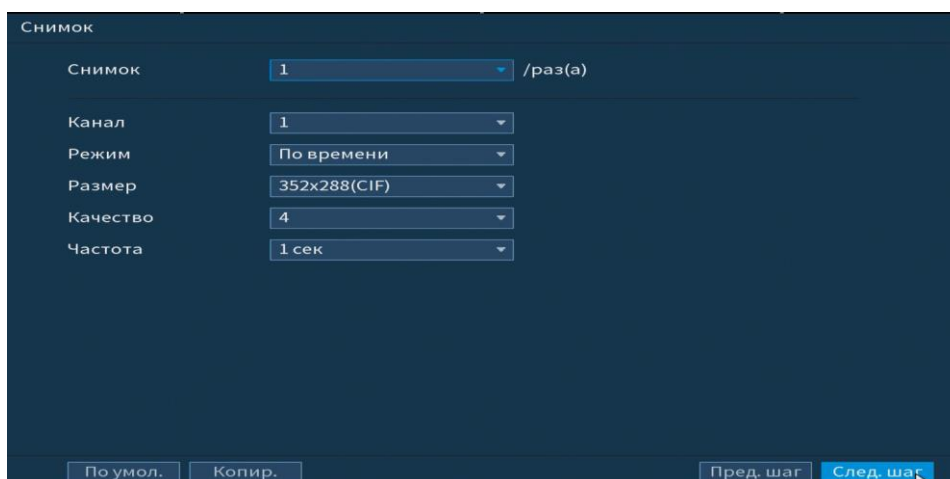 Снимок
Снимок 1 /раз(а)
Канал 1
Режим По времени
Размер 352x288(CIF)
Качество 4
Частота 1 сек
По умол. Копир. Пред. шаг След. шаг